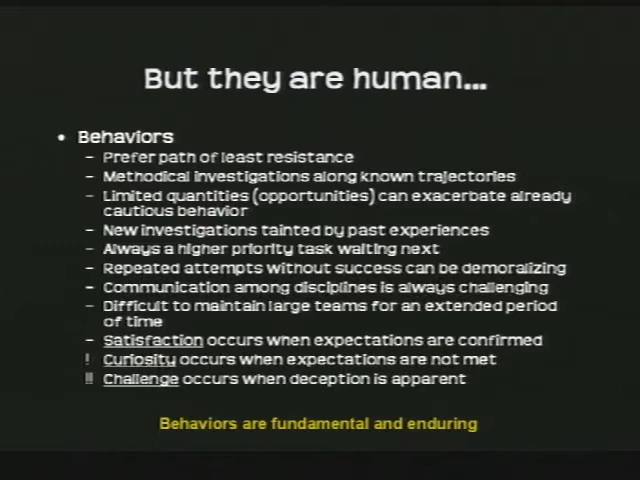 But they are human...
• Behaviors
– Prefer path of least resistance
– Methodical investigations along known trajectories
– Limited quantities (opportunities) can exacerbate already
cautious behavior
– New investigations tainted by past experiences
– Always a higher priority task waiting next
– Repeated attempts without success can be demoralizing
– Communication among disciplines is always challenging
– Difficult to maintain large teams for an extended period
of time
– Satisfaction occurs when expectations are confirmed
! Curiosity occurs when expectations are not met
!! Challenge occurs when deception is apparent
Behaviors are fundamental and enduring